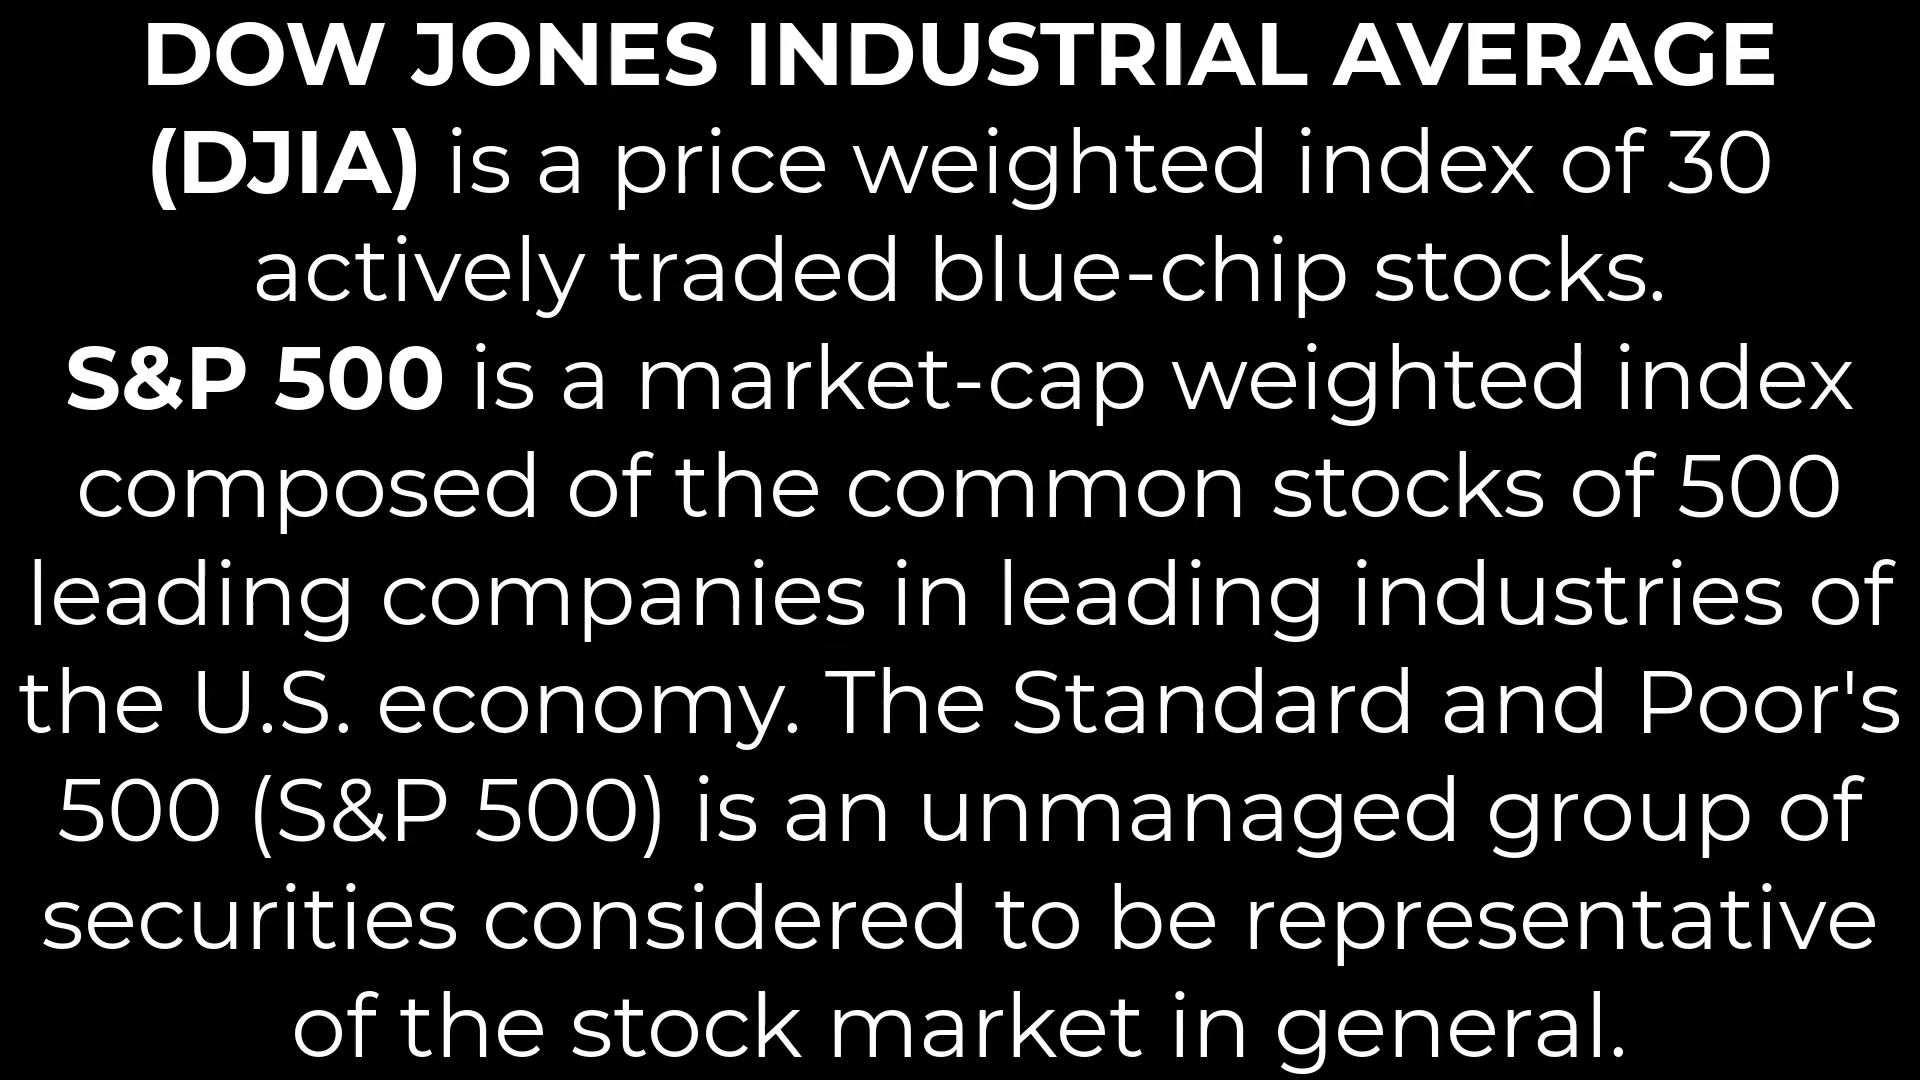 DOW JONES INDUSTRIAL AVERAGE
(DJIA) is a price weighted index of 30
actively traded blue-chip stocks.
S&P 500 is a market-cap weighted index
composed of the common stocks of 500
leading companies in leading industries of
the U.S. economy. The Standard and Poor's
500 (S&P 500) is an unmanaged group of
securities considered to be representative
of the stock market in general.